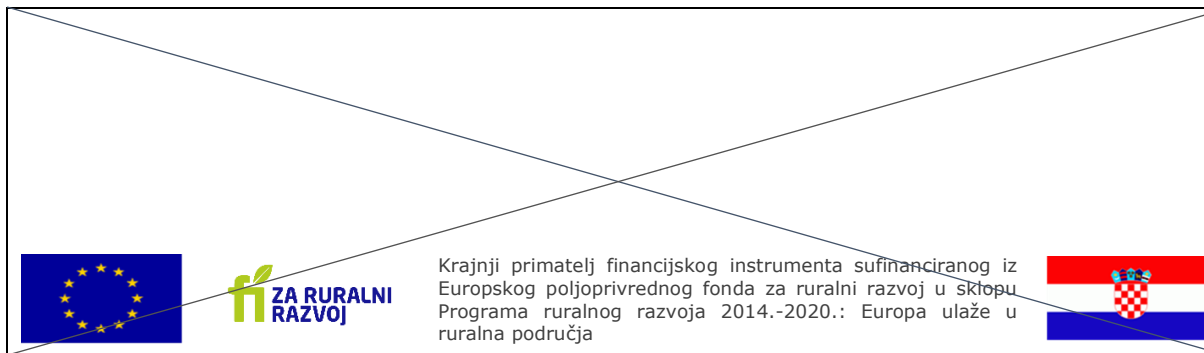 fi ZA RURALNI
RAZVOJ
Krajnji primatelj financijskog instrumenta sufinanciranog iz
Europskog poljoprivrednog fonda za ruralni razvoj u sklopu
Programa ruralnog razvoja 2014.-2020.: Europa ulaže u
ruralna područja